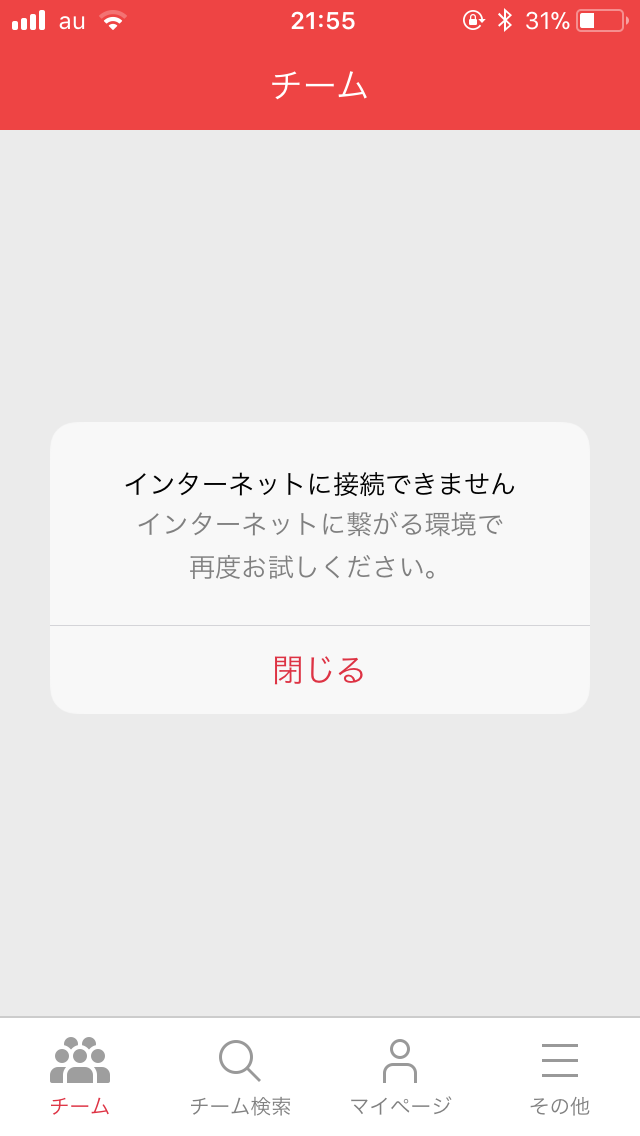 au 21:55 31%
チーム
インターネットに接続できません
インターネットに繋がる環境で
再度お試しください。
閉じる
チーム チーム検索 マイページ その他